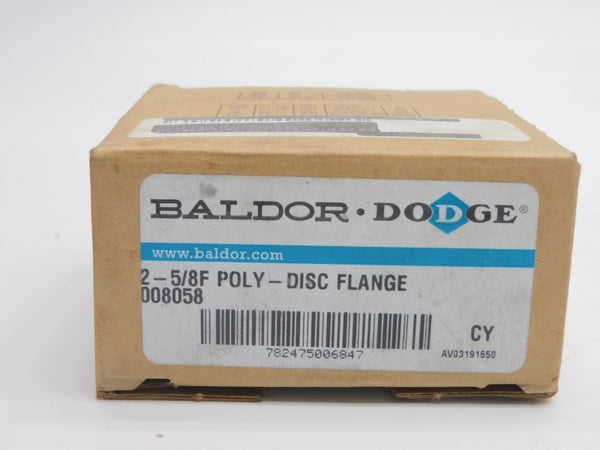 BALDOR · DODGE®
www.baldor.com
2-5/8F POLY-DISC FLANGE
008058
782475006847
CY
AV03191650